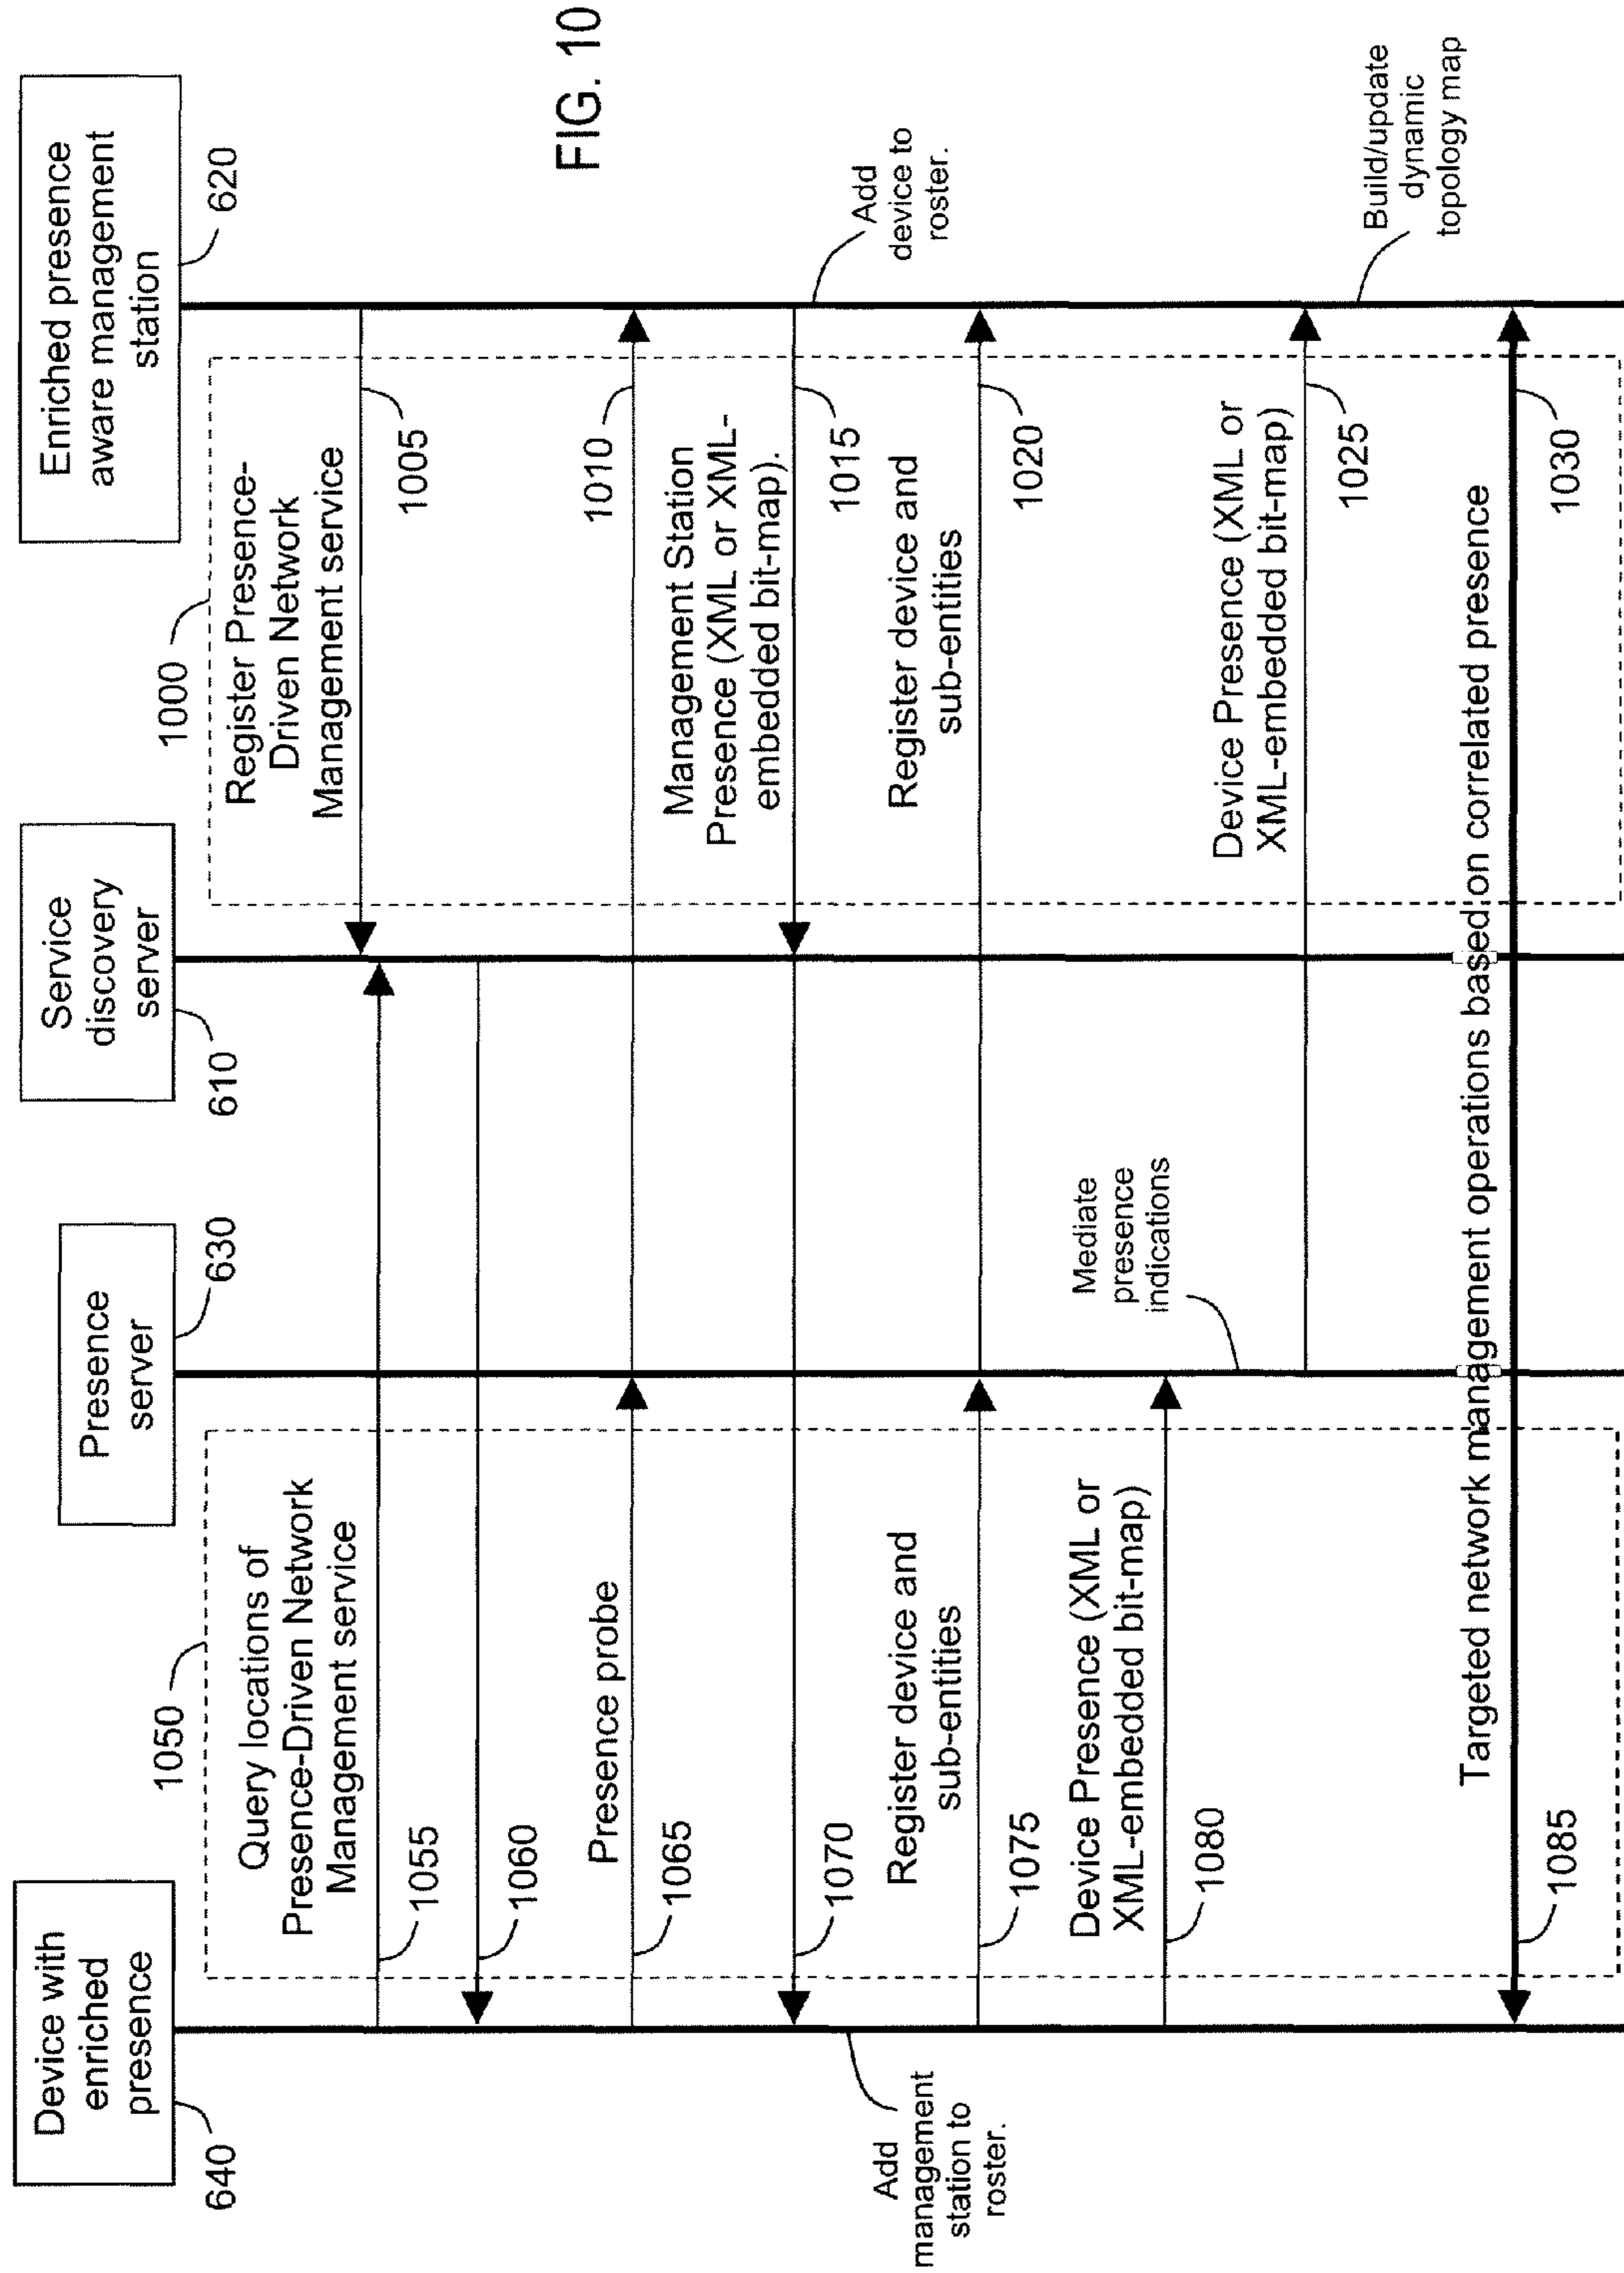 FIG. 10
Device with
enriched
presence
640
Presence
server
630
Service
discovery
server
610
Enriched presence
aware management
station
620
1050
1000
Query locations of
Presence-Driven Network
Management service
1055
Register Presence-
Driven Network
Management service
1005
1060
Presence probe
1065
1010
Management Station
Presence (XML or XML-
embedded bit-map).
1070
1015
Add
management
station to
roster.
Add
device to
roster.
Register device and
sub-entities
1075
Register device and
sub-entities
1020
Device Presence (XML or
XML-embedded bit-map)
1080
Mediate
presence
indications
Device Presence (XML or
XML-embedded bit-map)
1025
Build/update
dynamic
topology map
Targeted network management operations based on correlated presence
1085
1030